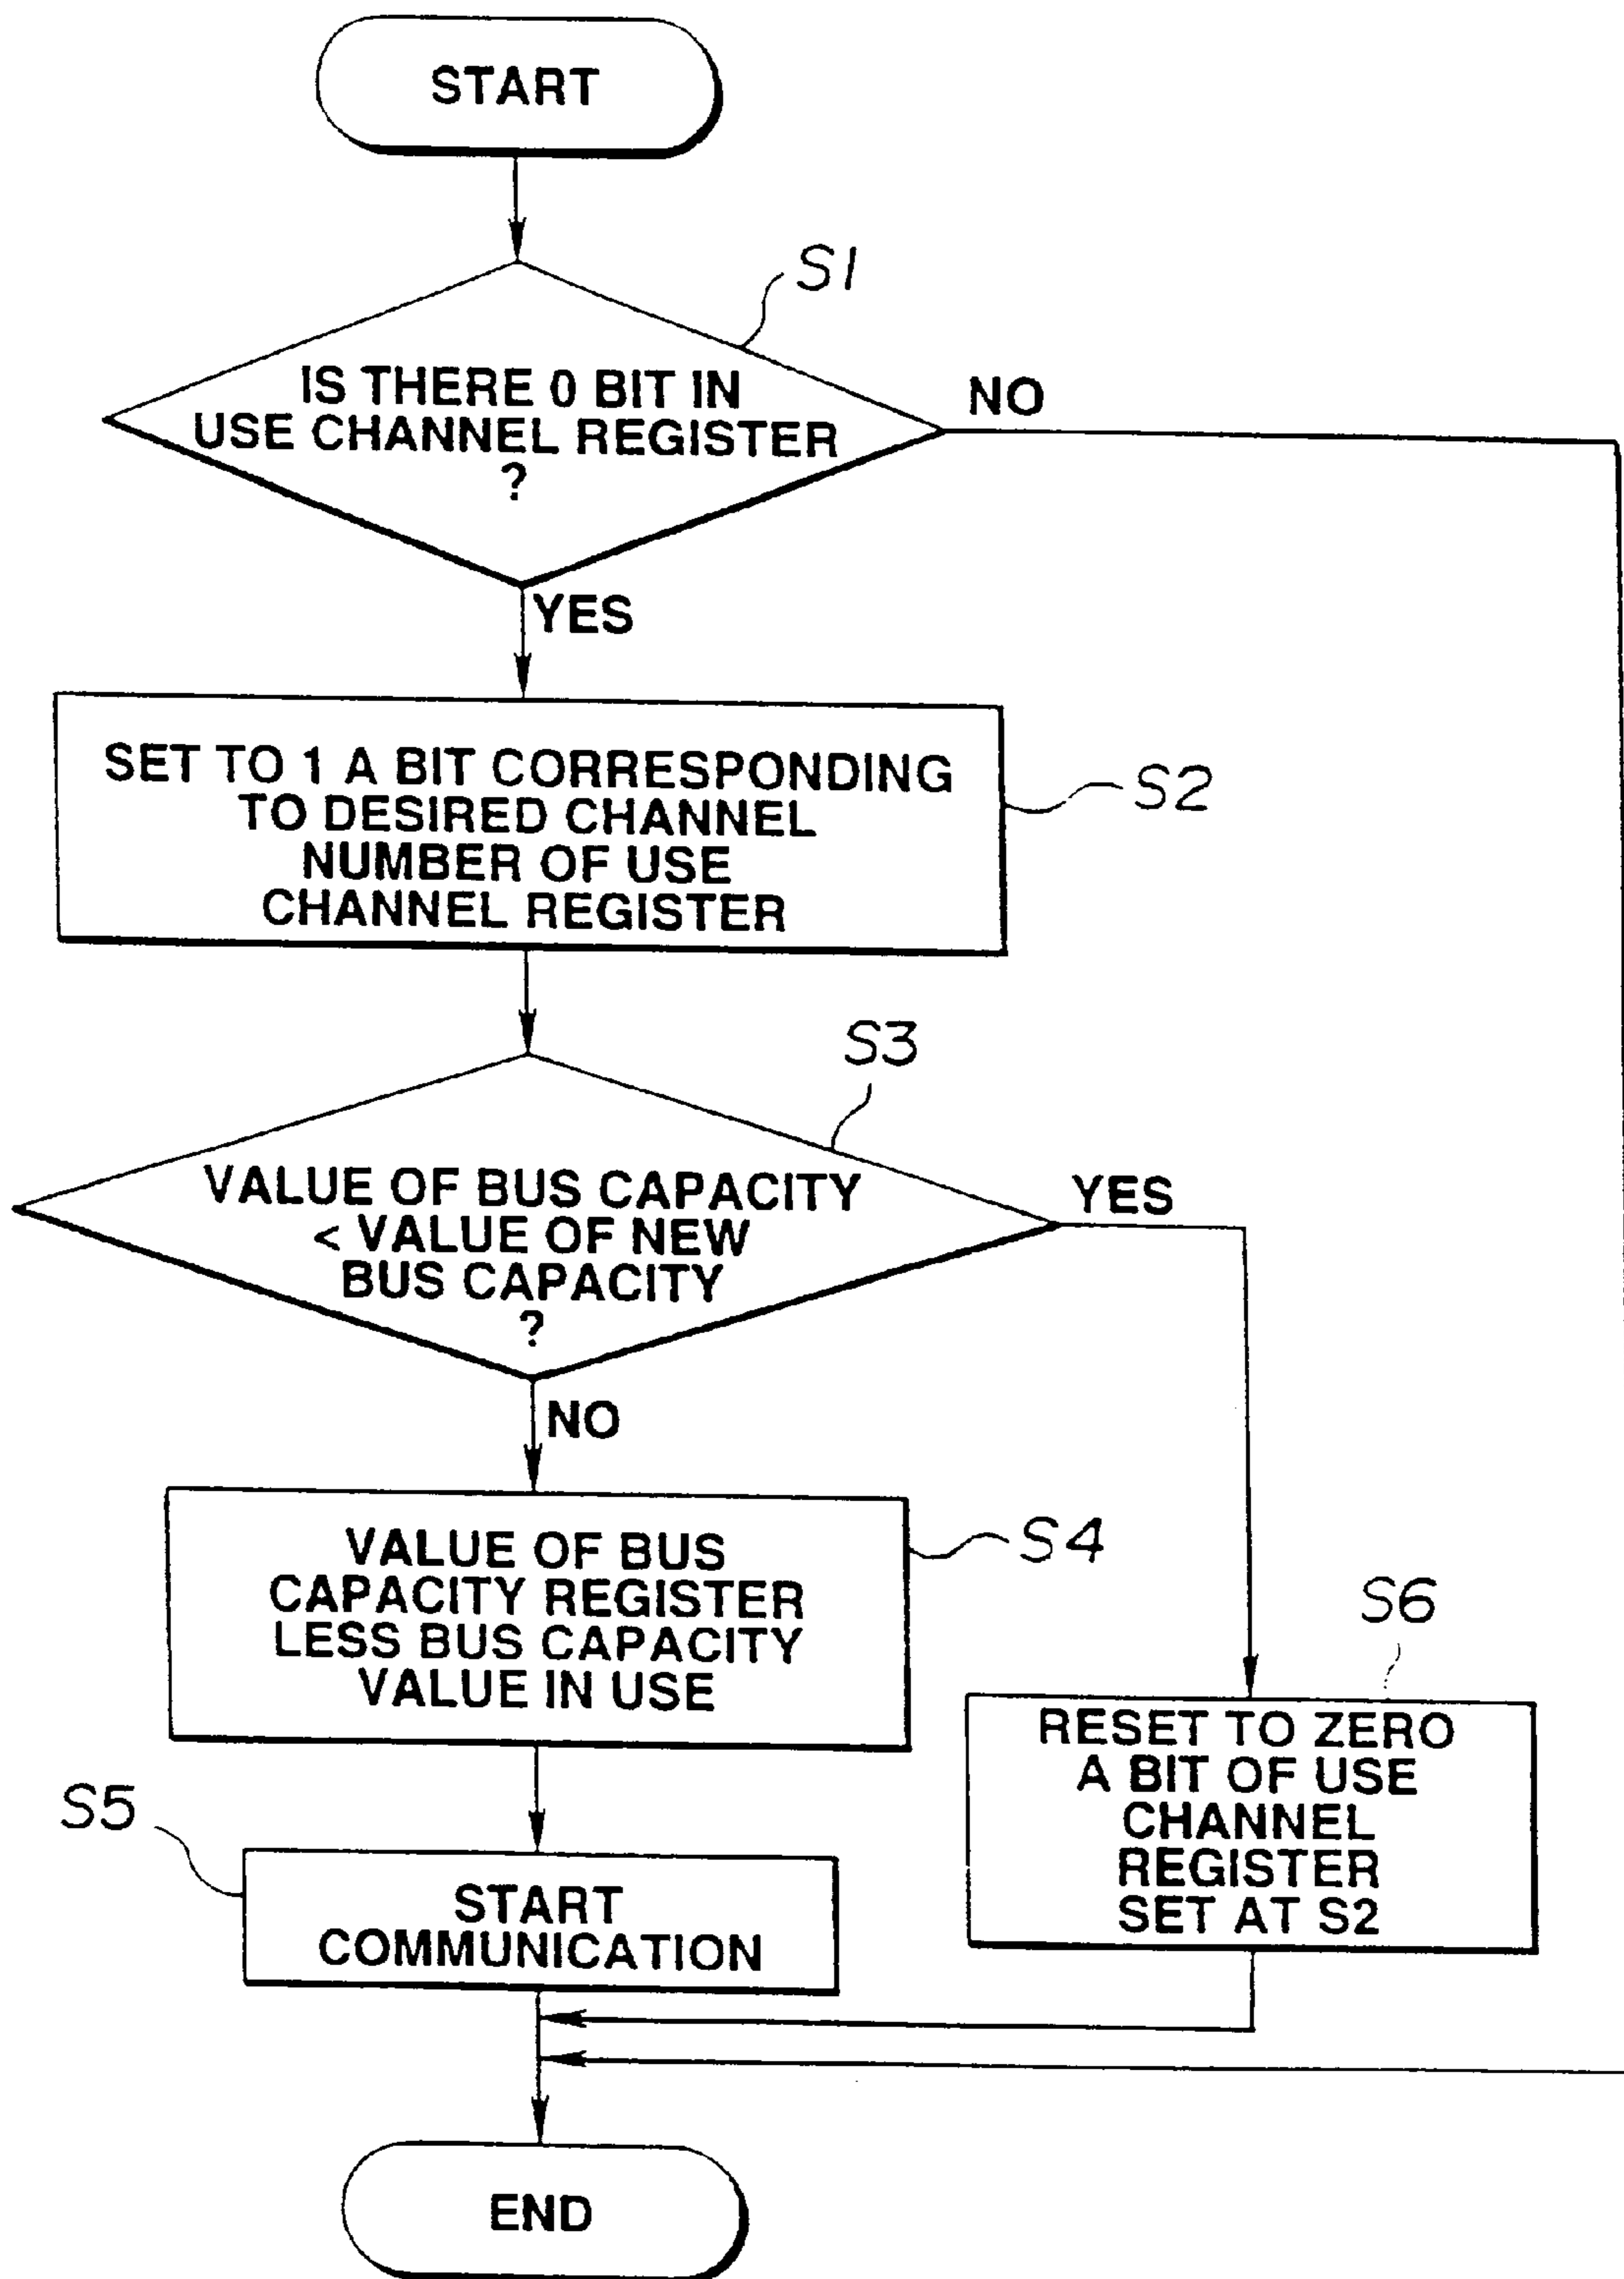 START
S1
IS THERE 0 BIT IN
USE CHANNEL REGISTER
?
NO
YES
SET TO 1 A BIT CORRESPONDING
TO DESIRED CHANNEL
NUMBER OF USE
CHANNEL REGISTER
S2
S3
VALUE OF BUS CAPACITY
< VALUE OF NEW
BUS CAPACITY
?
YES
NO
VALUE OF BUS
CAPACITY REGISTER
LESS BUS CAPACITY
VALUE IN USE
S4
S6
RESET TO ZERO
A BIT OF USE
CHANNEL
REGISTER
SET AT S2
S5
START
COMMUNICATION
END